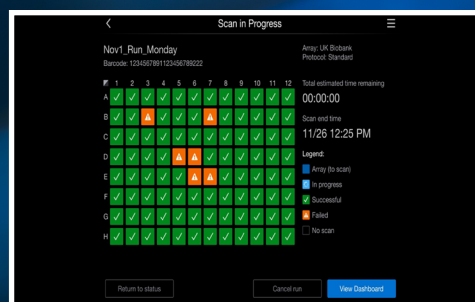 Scan in Progress
Nov1_Run_Monday
Barcode: 1234567891123456789222
Array: UK Biobank
Protocol: Standard
1 2 3 4 5 6 7 8 9 10 11 12
A
B
C
D
E
F
G
H
Total estimated time remaining
00:00:00
Scan end time
11/26 12:25 PM
Legend:
Array (to scan)
In progress
Successful
Failed
No scan
Return to status
Cancel run
View Dashboard